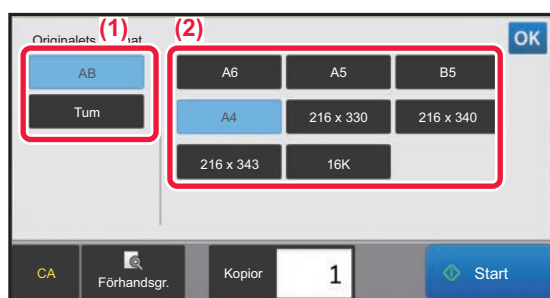 Originalets
(1)
(2)
OK
AB
Tum
A6
A5
B5
A4
216 x 330
216 x 340
216 x 343
16K
CA
Förhandsgr.
Kopior
1
Start